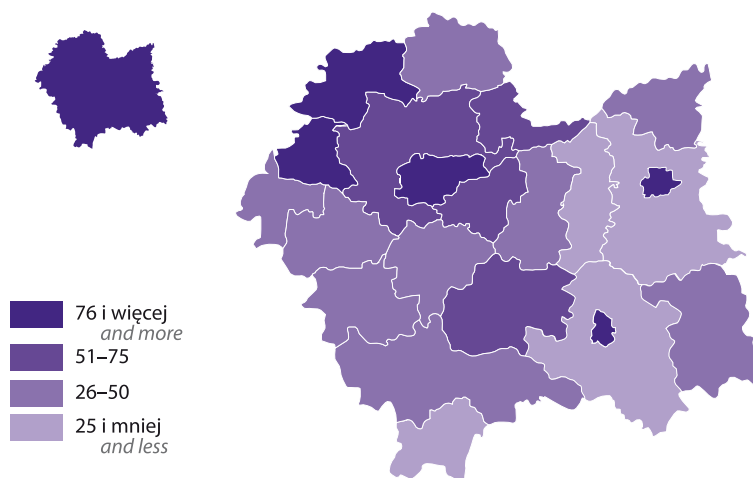 76 i więcej
and more
51–75
26–50
25 i mniej
and less